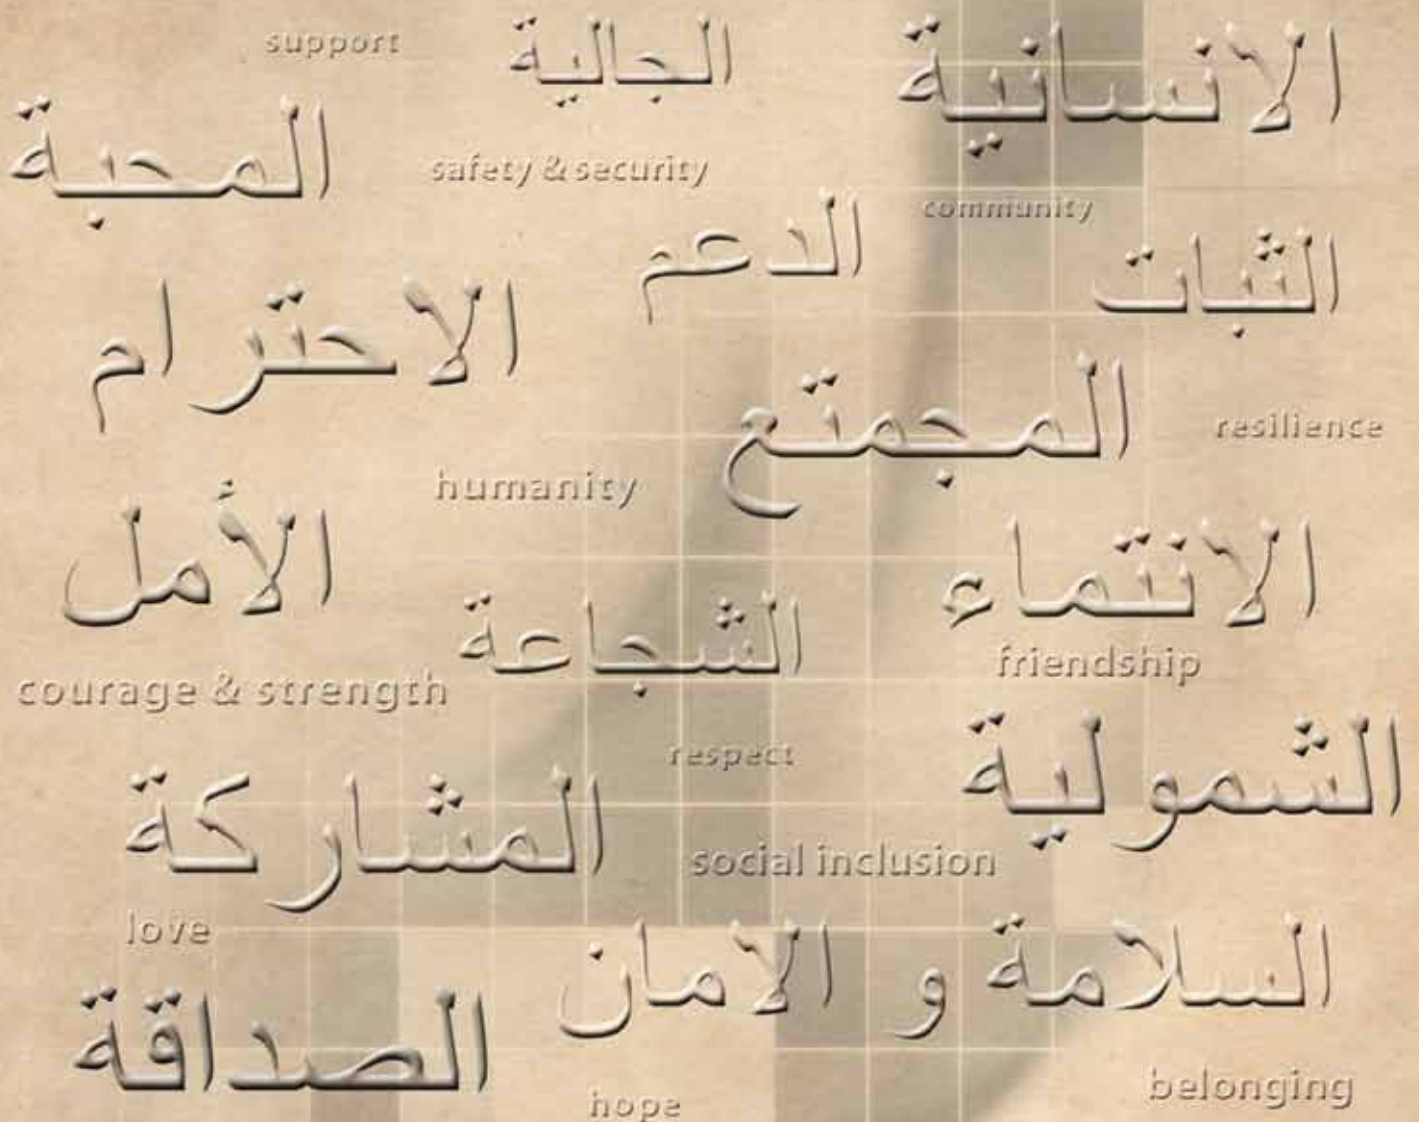 support
الجالية
الانسانية
المحبة
safety & security
community
الدعم
الثبات
الاحترام
المجمتع
resilience
humanity
الأمل
الانتماء
الشجاعة
friendship
courage & strength
الشمولية
respect
المشاركة
social inclusion
love
السلامة و الامان
الصداقة
belonging
hope